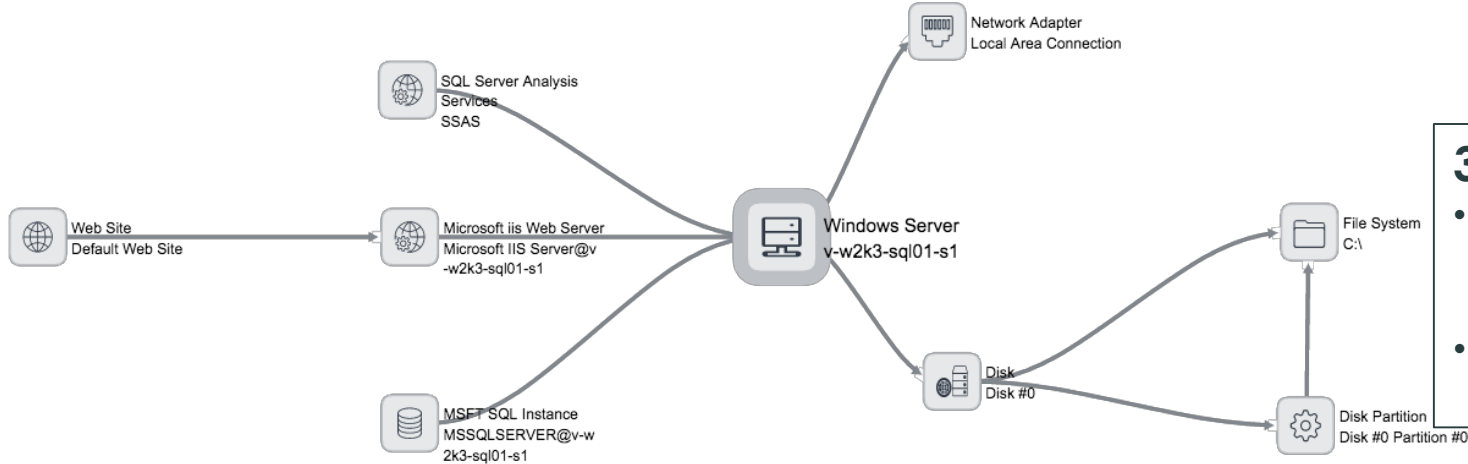 Network Adapter
Local Area Connection
SQL Server Analysis
Services
SSAS
Web Site
Default Web Site
Microsoft iis Web Server
Microsoft IIS Server@v
-w2k3-sql01-s1
Windows Server
v-w2k3-sql01-s1
File System
C:\
Disk
Disk #0
MSFT SQL Instance
MSSQLSERVER@v-w
2k3-sql01-s1
Disk Partition
Disk #0 Partition #0